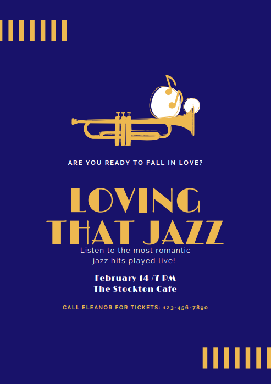 ARE YOU READY TO FALL IN LOVE?
LOVING
THAT JAZZ
Listen to the most romantic
jazz hits played live!
February 14 /7 PM
The Stockton Cafe
CALL ELEANOR FOR TICKETS: 123-456-7890